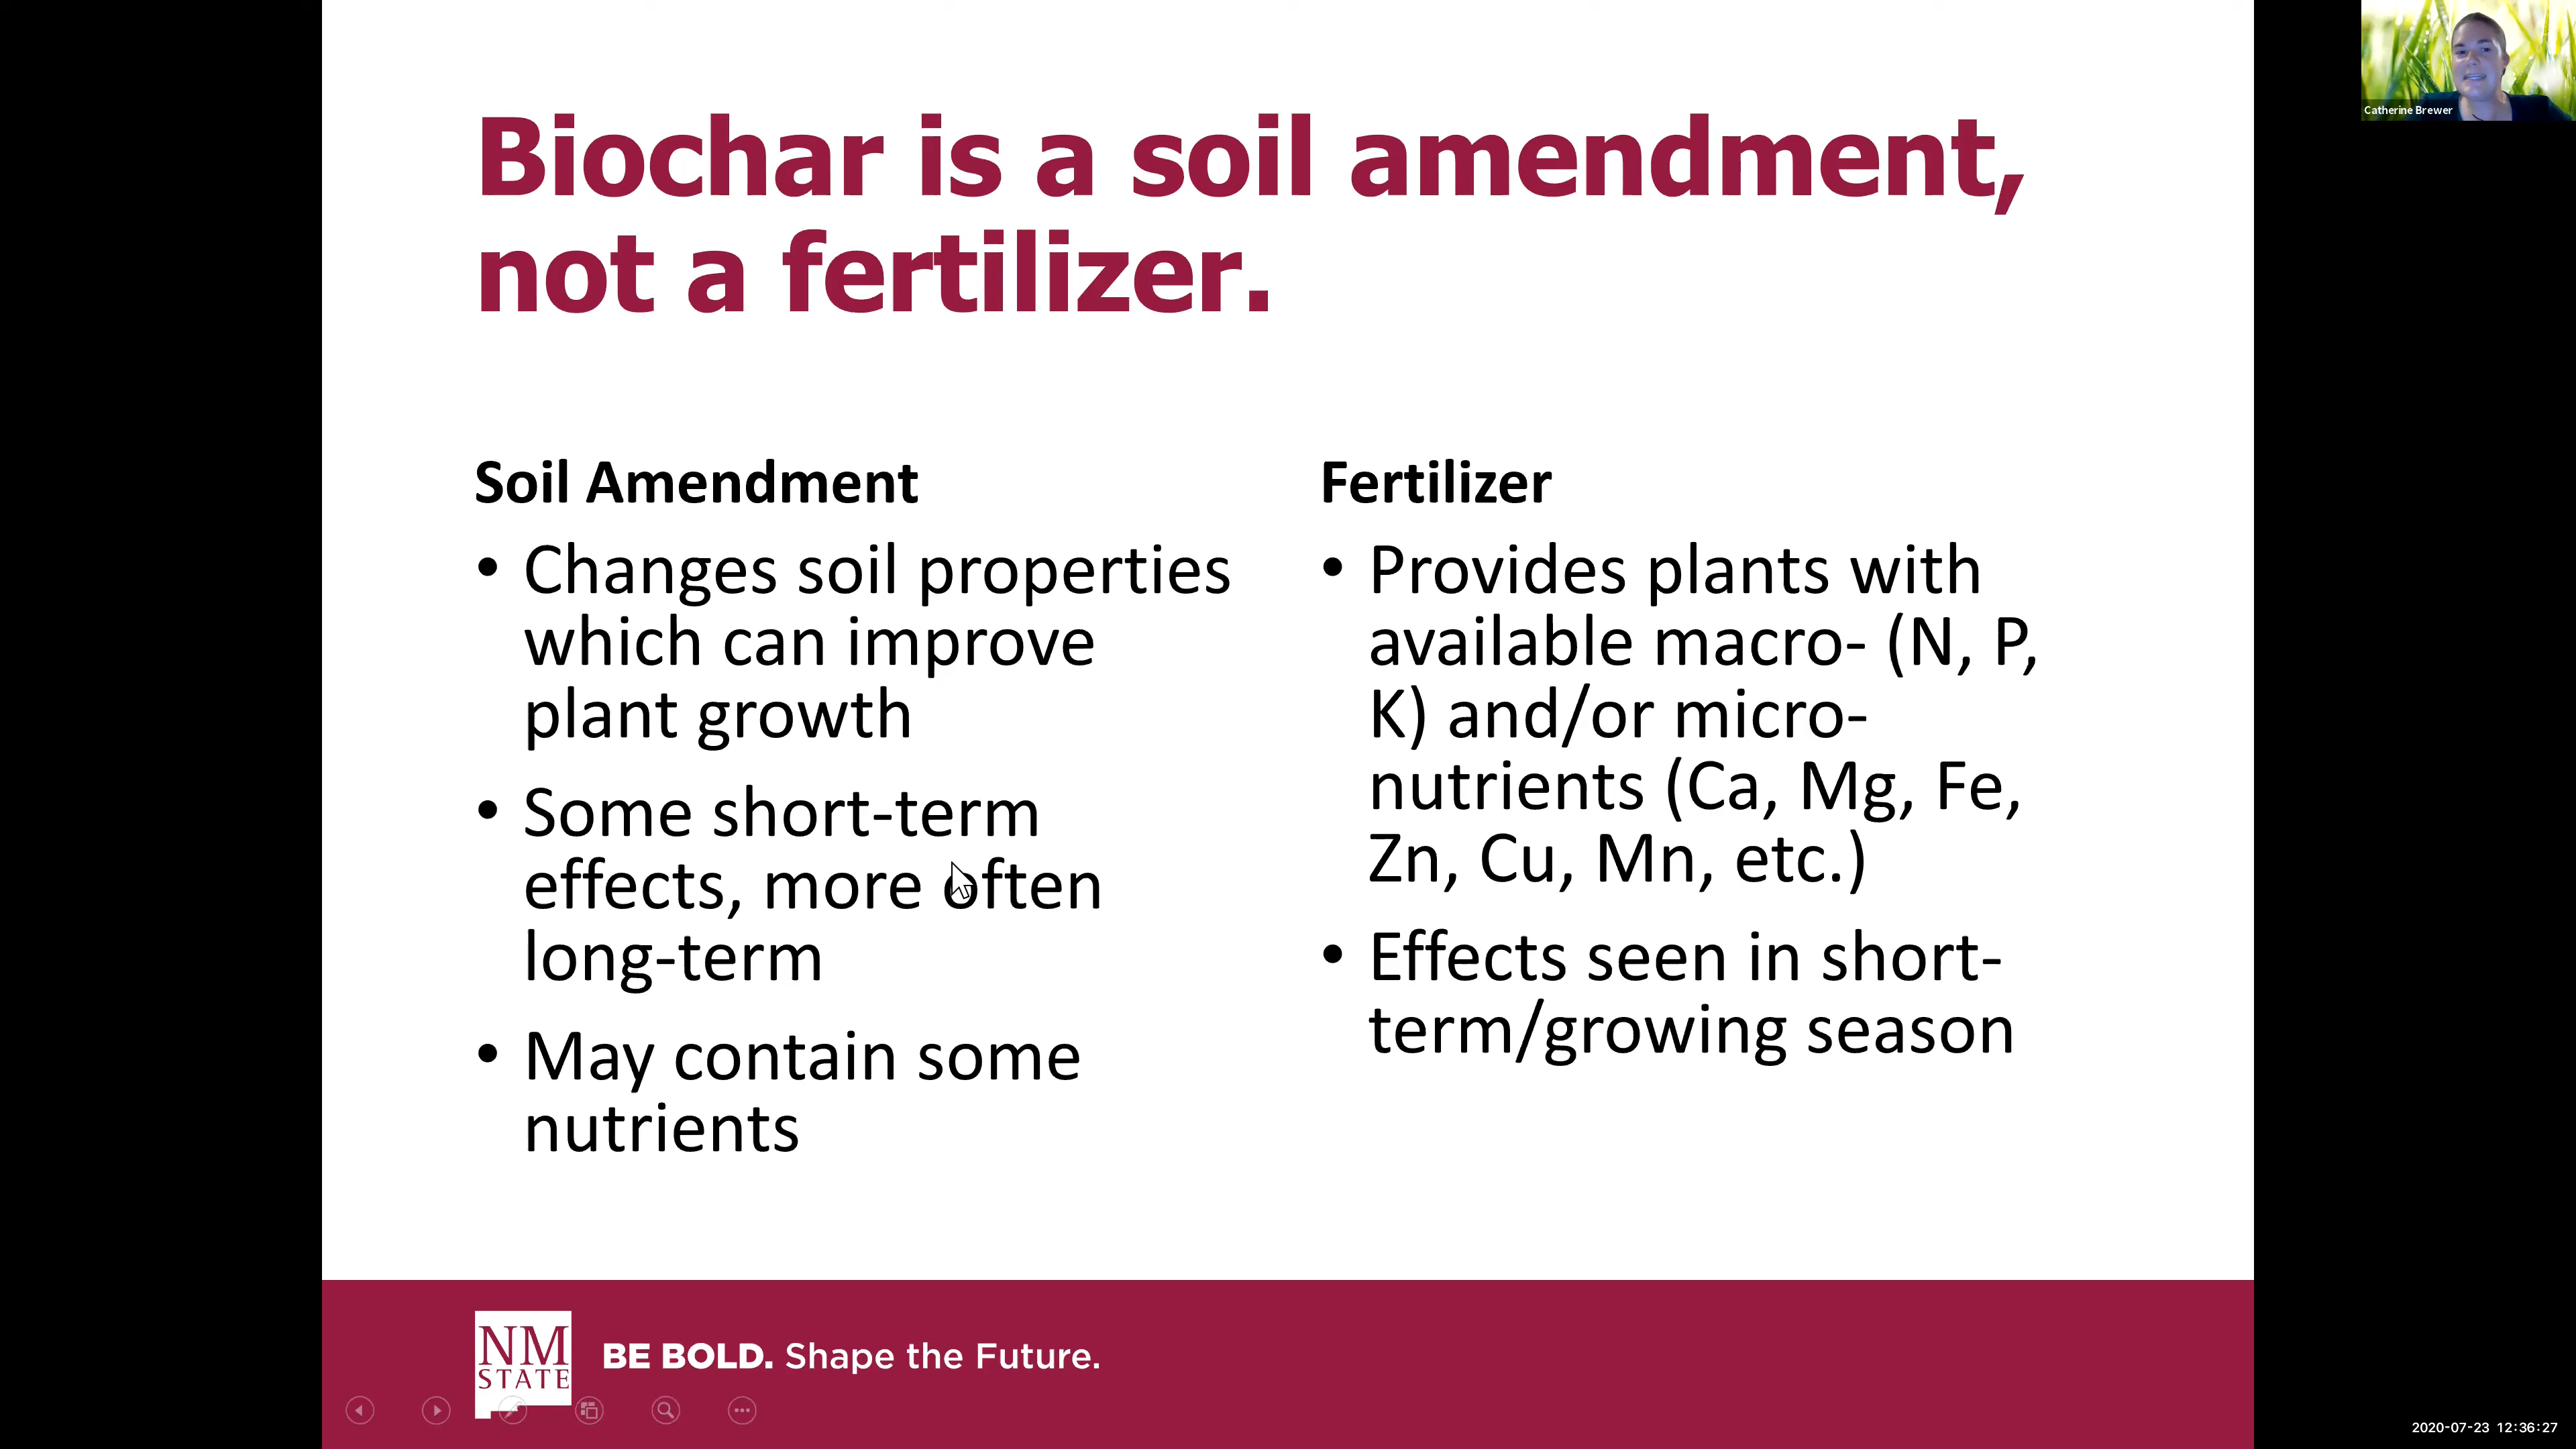 Biochar is a soil amendment,
not a fertilizer.
Soil Amendment
• Changes soil properties
which can improve
plant growth
• Some short-term
effects, more often
long-term
• May contain some
nutrients
Fertilizer
• Provides plants with
available macro- (N, P,
K) and/or micro-
nutrients (Ca, Mg, Fe,
Zn, Cu, Mn, etc.)
• Effects seen in short-
term/growing season
NM
STATE
BE BOLD. Shape the Future.
Catherine Brewer
2020-07-23 12:36:27